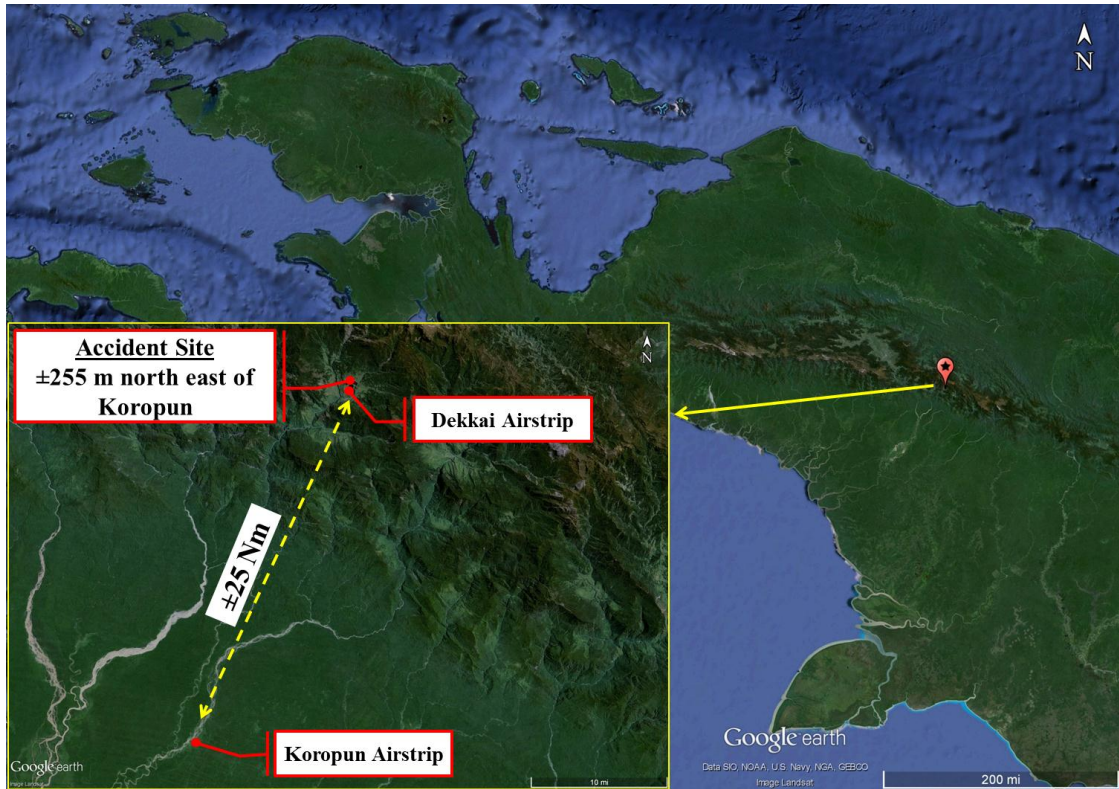 N
Accident Site
±255 m north east of
Koropun
N
Dekkai Airstrip
±25 Nm
Koropun Airstrip
Google earth
10 mi
Google earth
Data SIO, NOAA, U.S. Navy, NGA, GEBCO
Image Landsat
200 mi